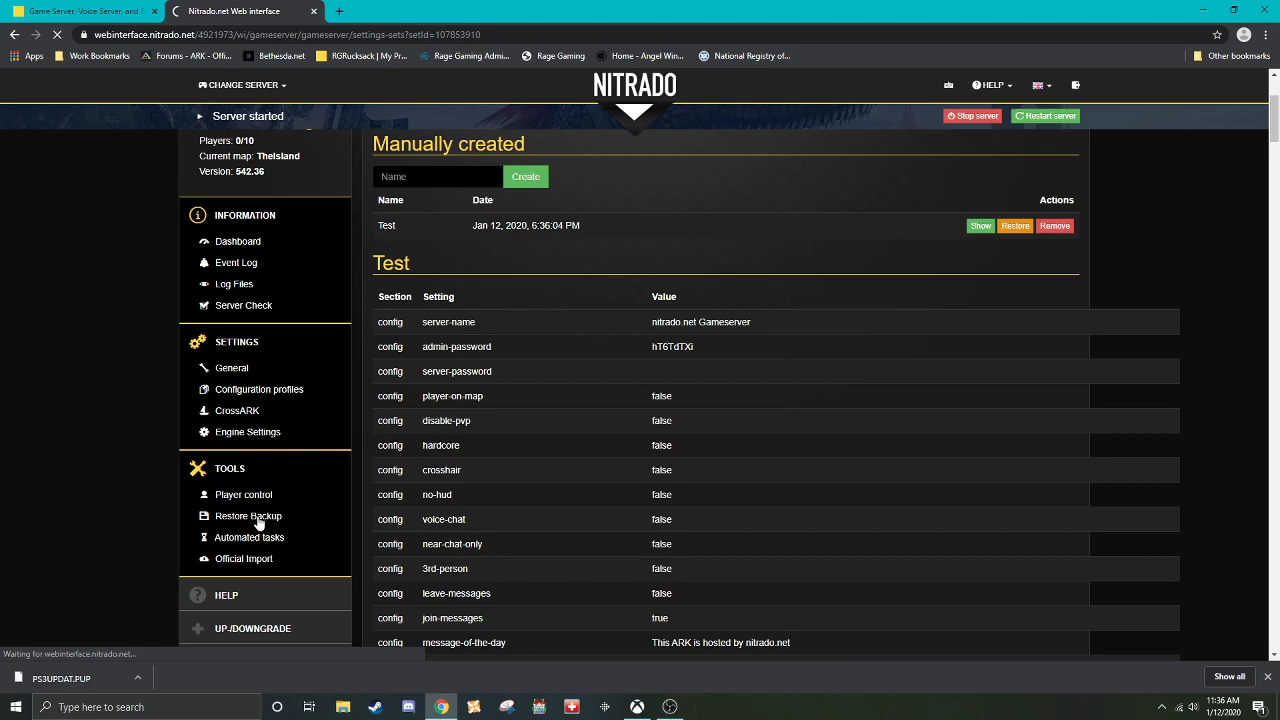 Game Server, Voice Server, and
Nitrado Web interface
webinterface.nitrado.net/4921973/wi/gameserver/gameserver/settings-sets?setId=107853910
Apps
Work Bookmarks
Forums - ARK - Offi...
Bethesda.net
RGRucksack | My Pr...
Rage Gaming Admi...
Rage Gaming
Home - Angel Win...
National Registry of...
Other bookmarks
CHANGE SERVER
NITRADO
HELP
Server started
Stop server
Restart server
Players: 0/10
Current map: TheIsland
Version: 542.36
INFORMATION
Dashboard
Event Log
Log Files
Server Check
SETTINGS
General
Configuration profiles
CrossARK
Engine Settings
TOOLS
Player control
Restore Backup
Automated tasks
Official Import
HELP
UP-/DOWNGRADE
Manually created
Name Create
Name Date Actions
Test Jan 12, 2020, 6:36:04 PM Show Restore Remove
Test
Section Setting Value
config server-name nitrado.net Gameserver
config admin-password hT6TdTXi
config server-password
config player-on-map false
config disable-pvp false
config hardcore false
config crosshair false
config no-hud false
config voice-chat false
config near-chat-only false
config 3rd-person false
config leave-messages false
config join-messages true
config message-of-the-day This ARK is hosted by nitrado.net
Waiting for webinterface.nitrado.net...
PS3UPDAT.PUP
Show all
Type here to search
11:36 AM
1/12/2020